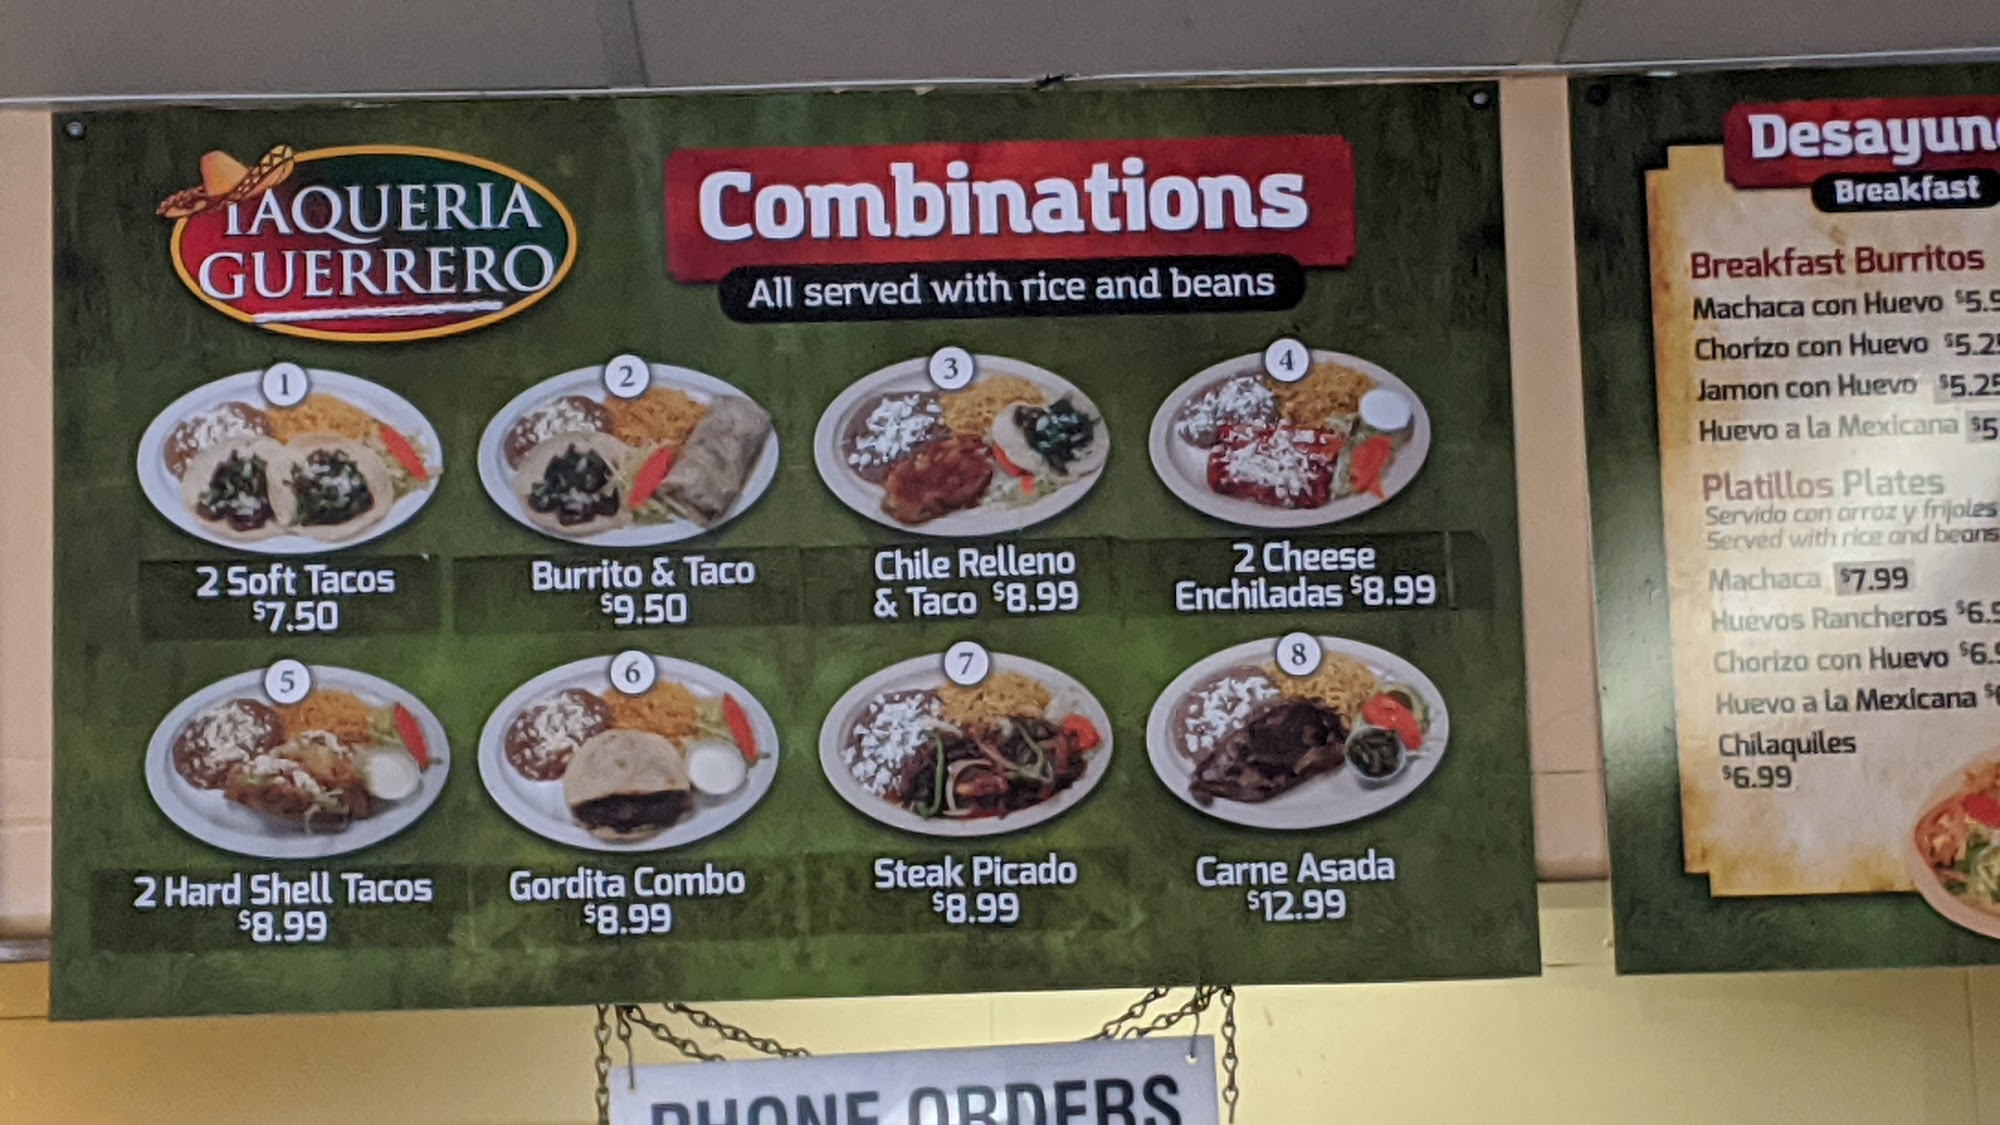 TAQUERIA
GUERRERO
Combinations
All served with rice and beans
1
2 Soft Tacos
$7.50
2
Burrito & Taco
$9.50
3
Chile Relleno
& Taco $8.99
4
2 Cheese
Enchiladas $8.99
5
2 Hard Shell Tacos
$8.99
6
Gordita Combo
$8.99
7
Steak Picado
$8.99
8
Carne Asada
$12.99
PHONE ORDERS
Breakfast
Breakfast Burritos
Machaca con Huevo
Chorizo con Huevo
Jamon con Huevo $5.25
Huevo a la Mexicana
Platillos Plates
Servido con arroz y frijoles
Served with rice and beans
Machaca $7.99
Huevos Rancheros
Chorizo con Huevo
Huevo a la Mexicana
Chilaquiles
$6.99